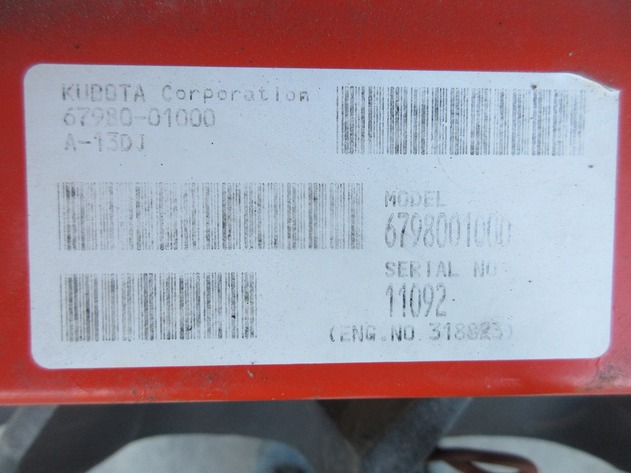 KUBOTA Corporation
67980-01000
A-13DJ
MODEL
6798001000
SERIAL NO.
11092
(ENG.NO.318823)